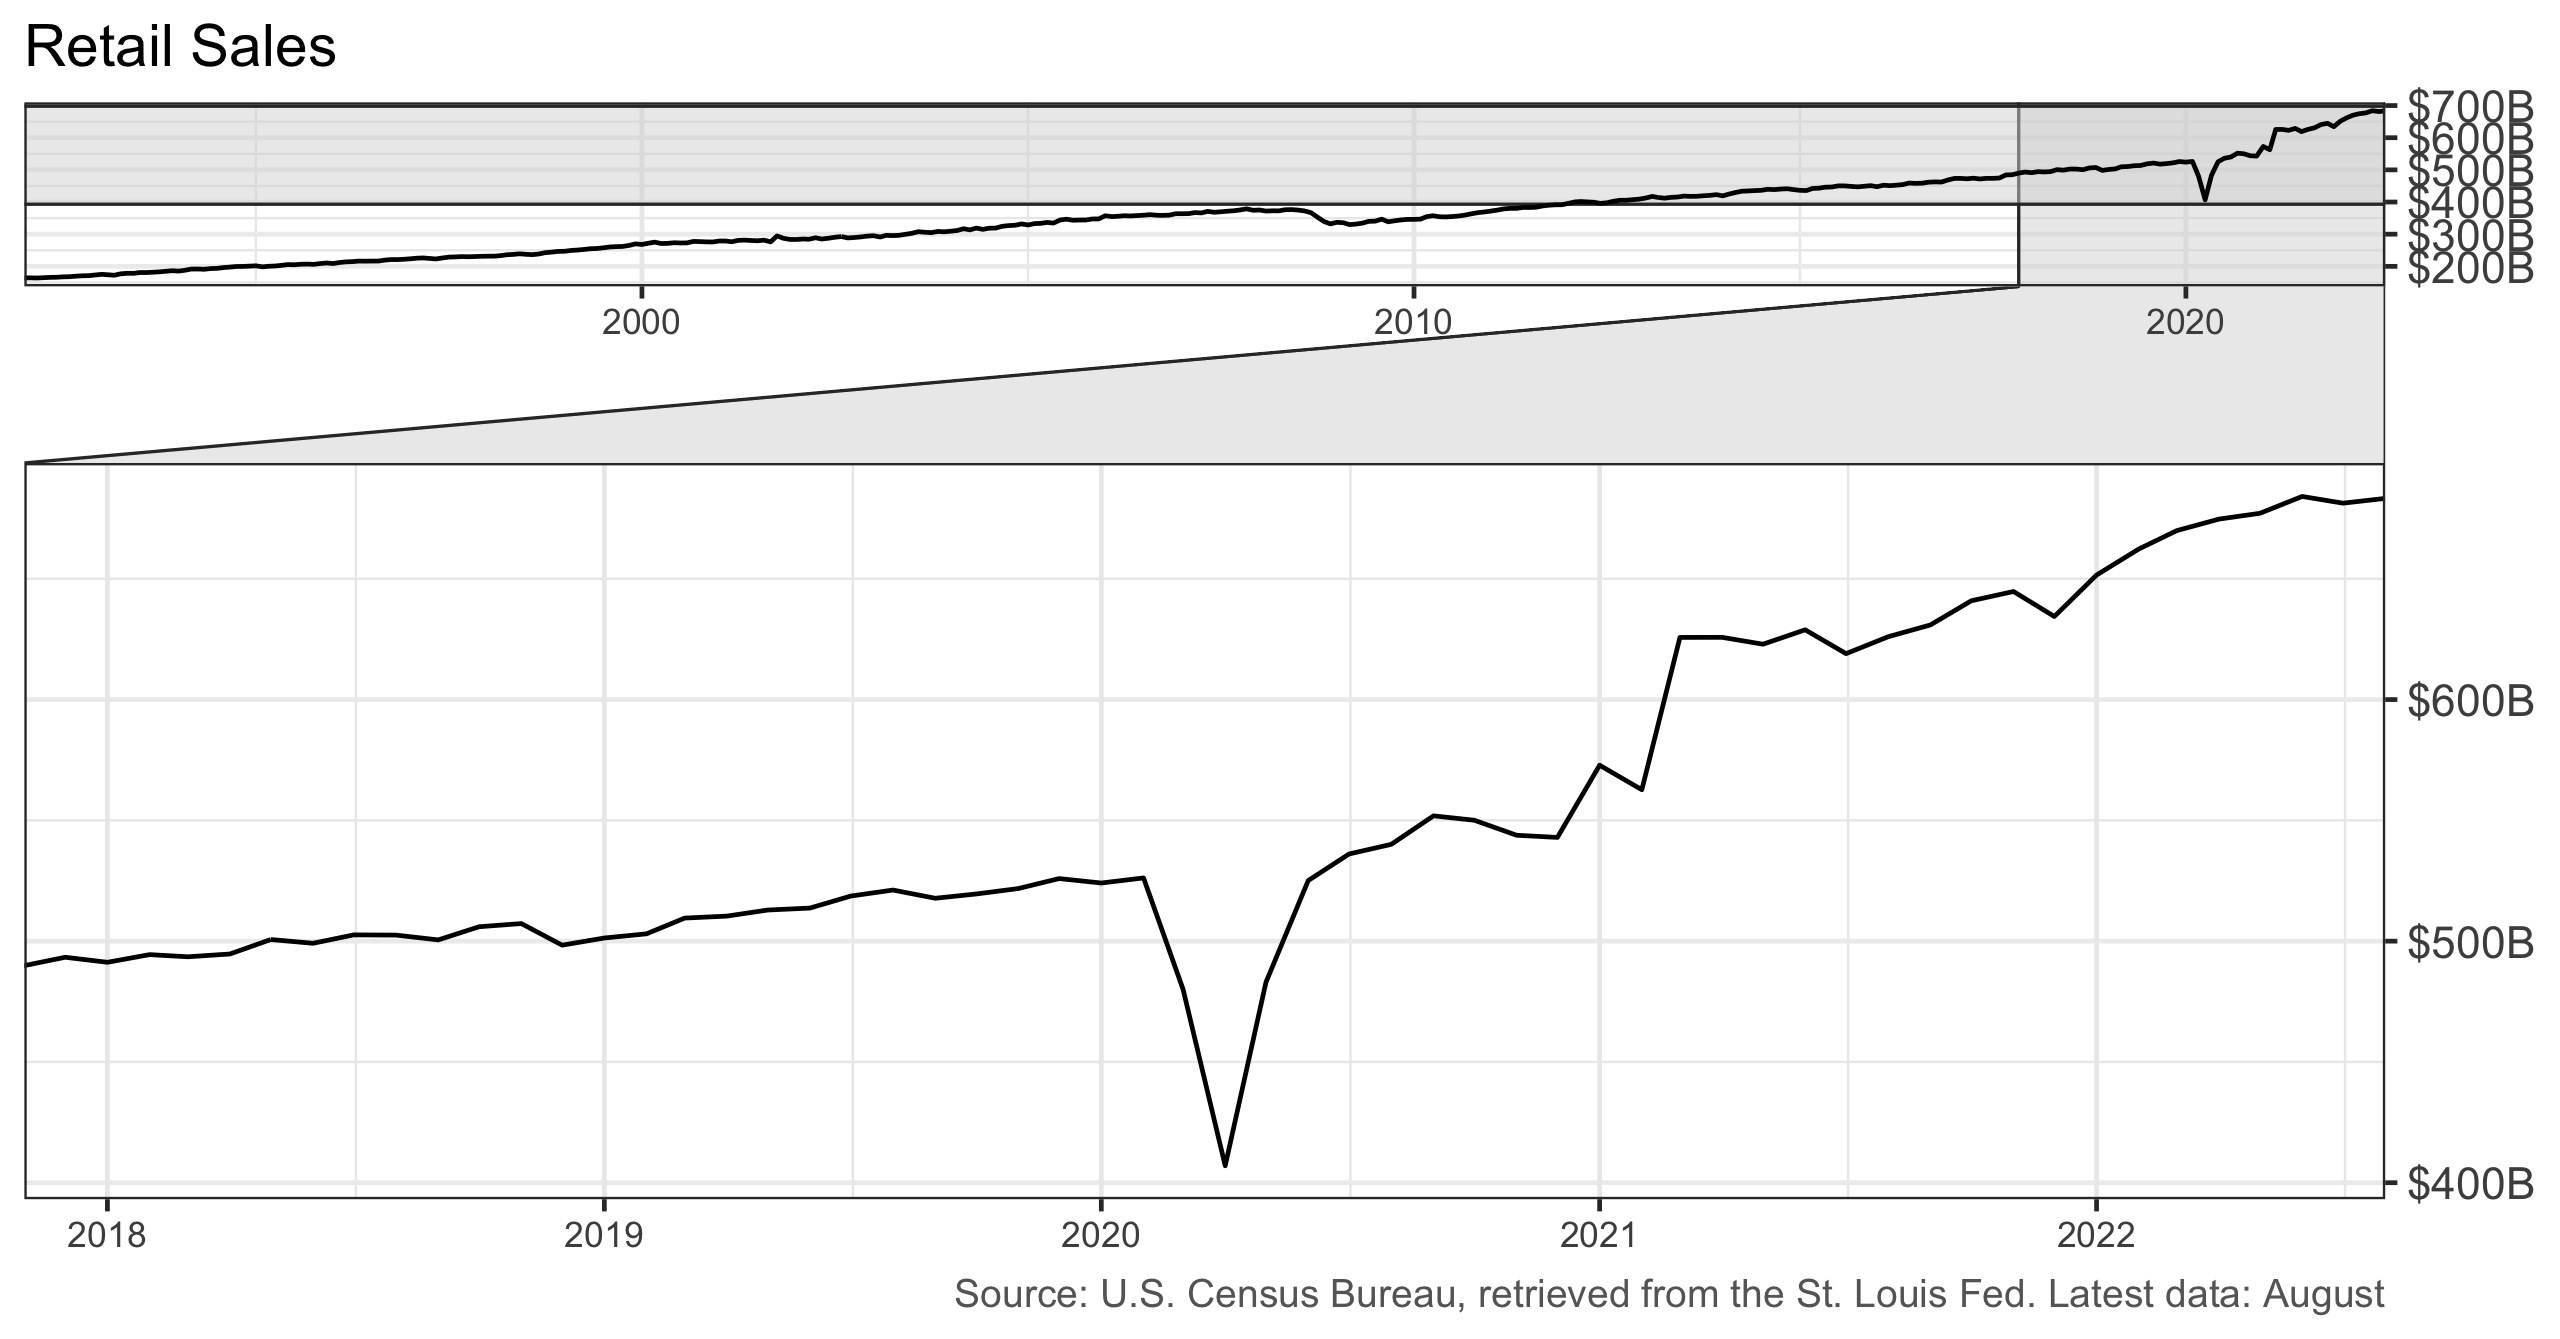 Retail Sales
$700B
$600B
$500B
$400B
$300B
$200B
2000 2010 2020
$600B
$500B
$400B
2018 2019 2020 2021 2022
Source: U.S. Census Bureau, retrieved from the St. Louis Fed. Latest data: August